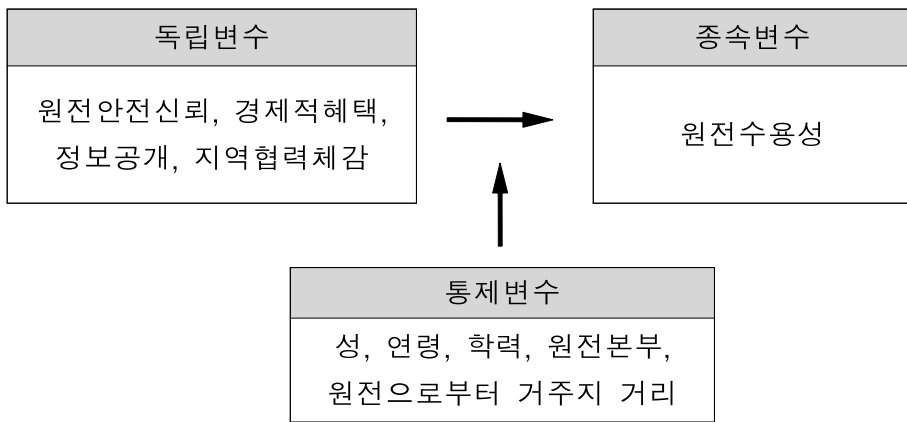 독립변수
원전안전신뢰, 경제적혜택,
정보공개, 지역협력체감
종속변수
원전수용성
통제변수
성, 연령, 학력, 원전본부,
원전으로부터 거주지 거리